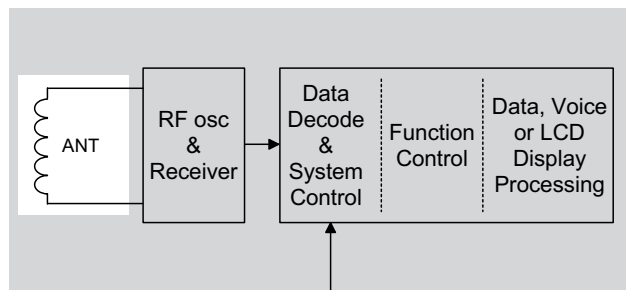 ANT
RF osc
&
Receiver
Data
Decode
&
System
Control
Function
Control
Data, Voice
or LCD
Display
Processing